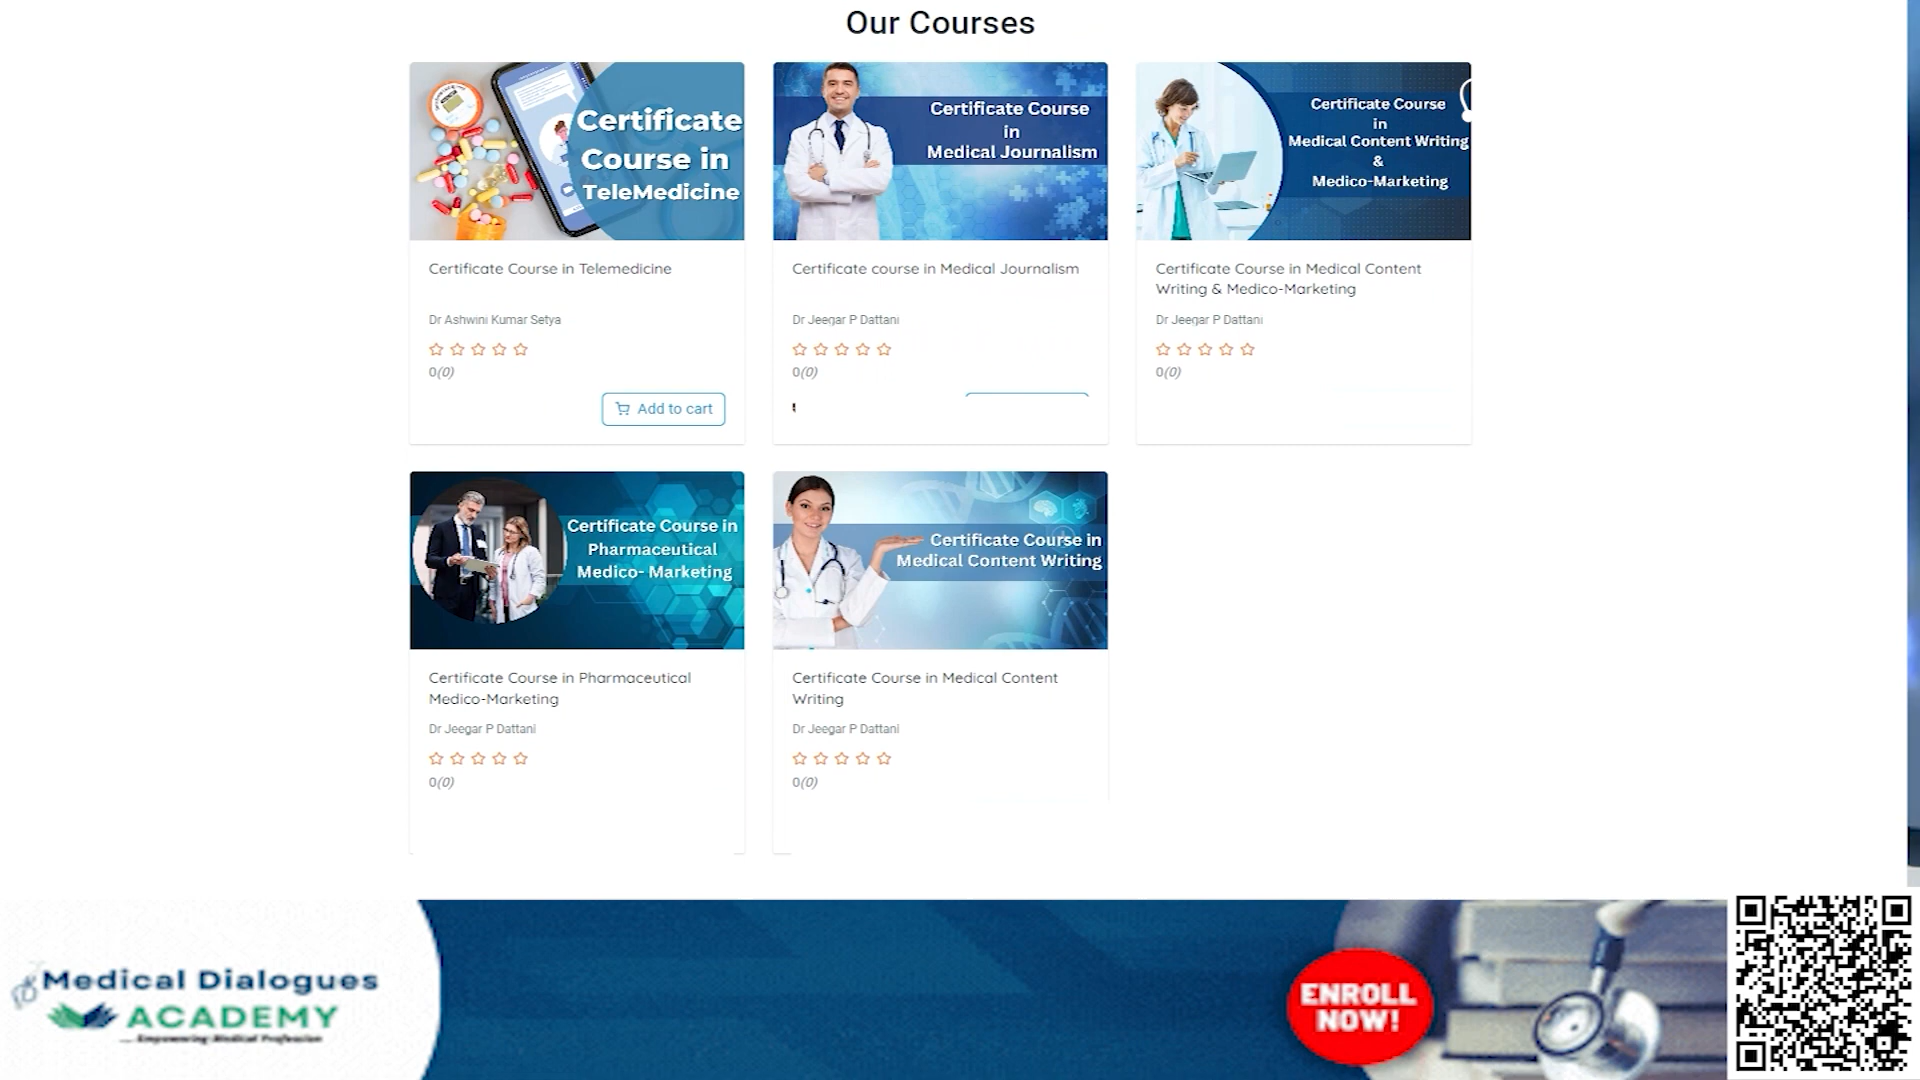 Our Courses
Certificate
Course in
TeleMedicine
Certificate Course
in
Medical Journalism
Certificate Course
in
Medical Content Writing
&
Medico-Marketing
Certificate Course in Telemedicine
Certificate course in Medical Journalism
Certificate Course in Medical Content
Writing & Medico-Marketing
Dr Ashwini Kumar Setya
Dr Jeegar P Dattani
Dr Jeegar P Dattani
0(0)
0(0)
0(0)
Add to cart
Certificate Course in
Pharmaceutical
Medico- Marketing
Certificate Course in
Medical Content Writing
Certificate Course in Pharmaceutical
Medico-Marketing
Certificate Course in Medical Content
Writing
Dr Jeegar P Dattani
Dr Jeegar P Dattani
0(0)
0(0)
Medical Dialogues
ACADEMY
.... Empowering Medical Profession
ENROLL
NOW!